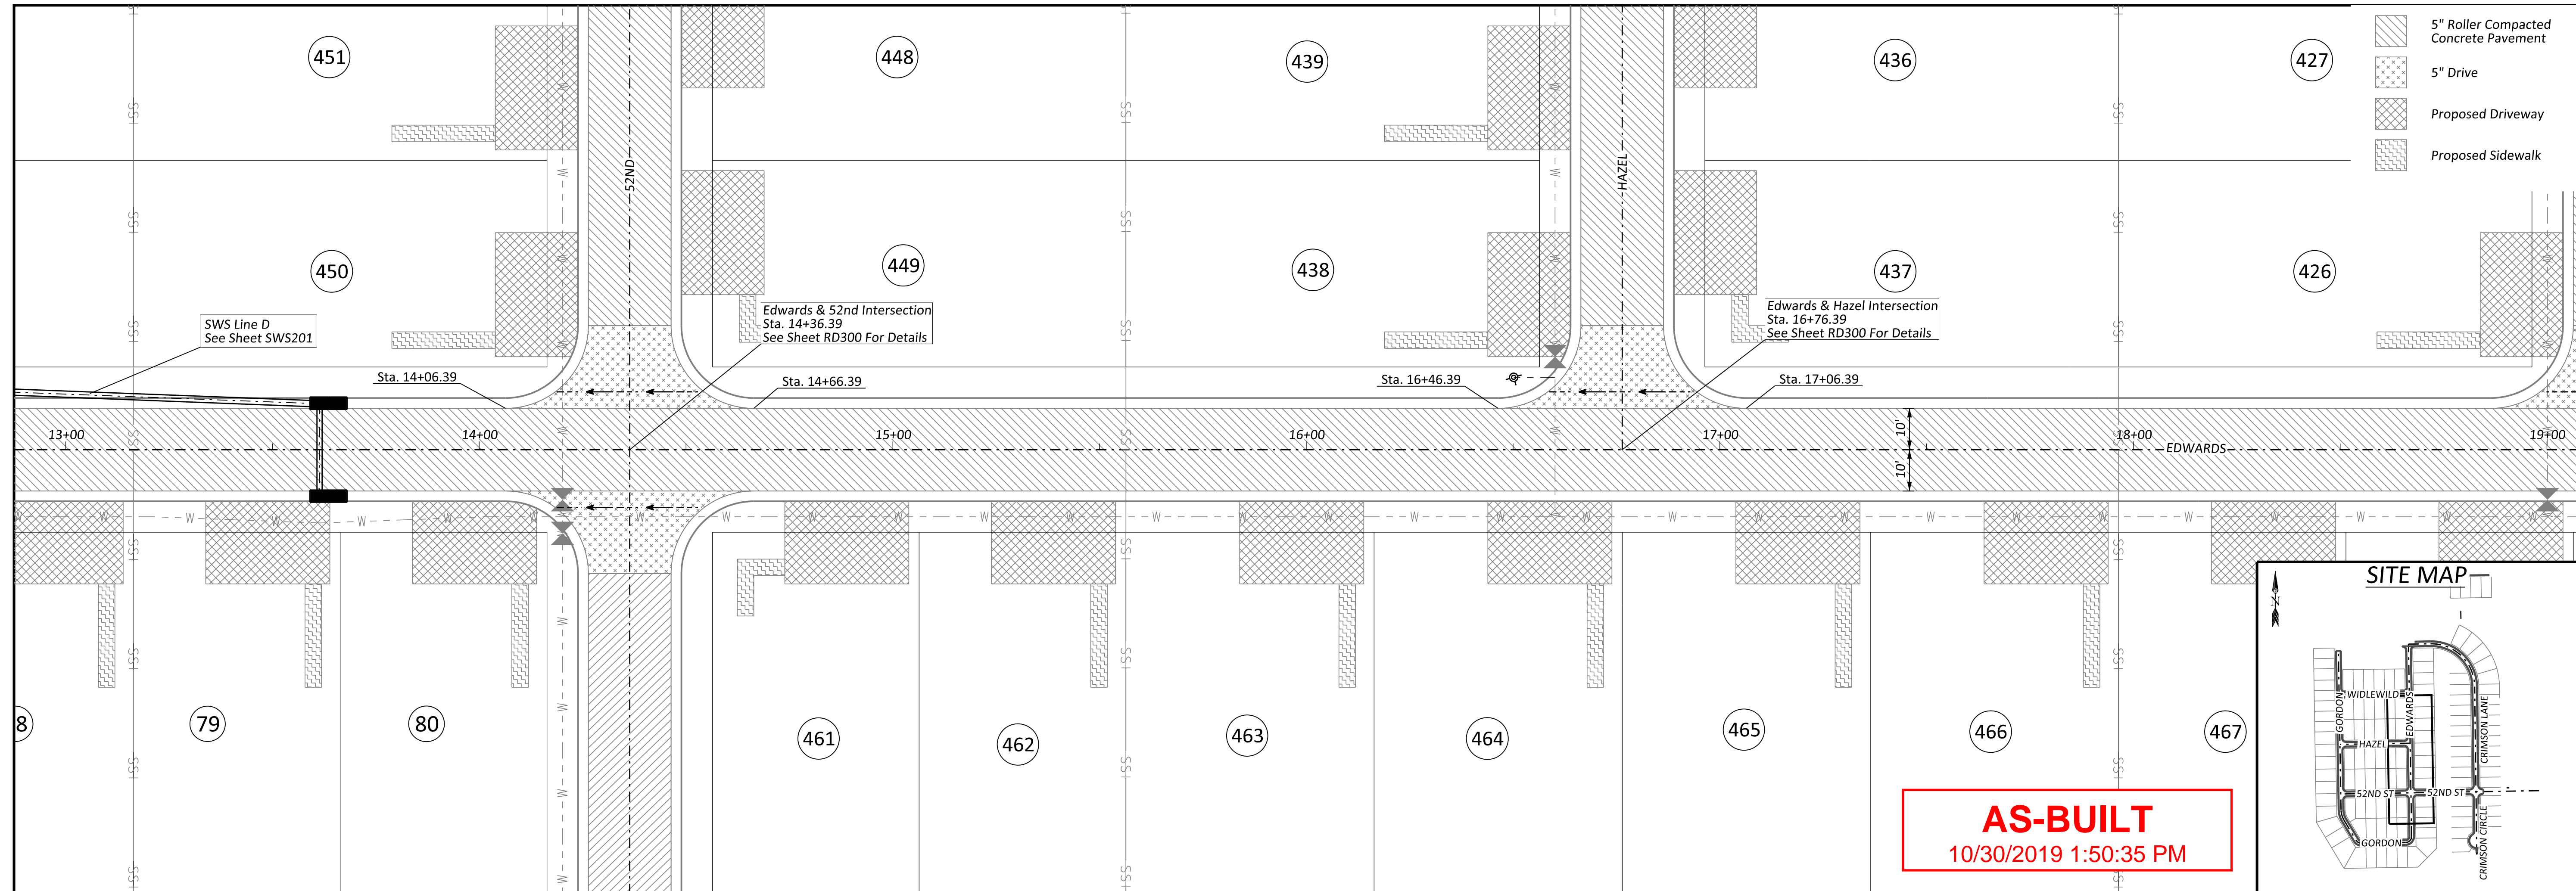 451
448
439
436
427
5" Roller Compacted
Concrete Pavement
5" Drive
Proposed Driveway
Proposed Sidewalk
52ND
HAZEL
450
449
438
437
426
SWS Line D
See Sheet SWS201
Edwards & 52nd Intersection
Sta. 14+36.39
See Sheet RD300 For Details
Edwards & Hazel Intersection
Sta. 16+76.39
See Sheet RD300 For Details
Sta. 14+06.39
Sta. 14+66.39
Sta. 16+46.39
Sta. 17+06.39
13+00
14+00
15+00
16+00
17+00
18+00
19+00
10'
10'
EDWARDS
W W W W W W W W W W W W W W W W W W W W W W W W W W W W
SS
8
79
80
461
462
463
464
465
466
467
AS-BUILT
10/30/2019 1:50:35 PM
SITE MAP
N
GORDON
WIDLEWILD
EDWARDS
CRIMSON LANE
HAZEL
52ND ST
52ND ST
GORDON
CRIMSON CIRCLE